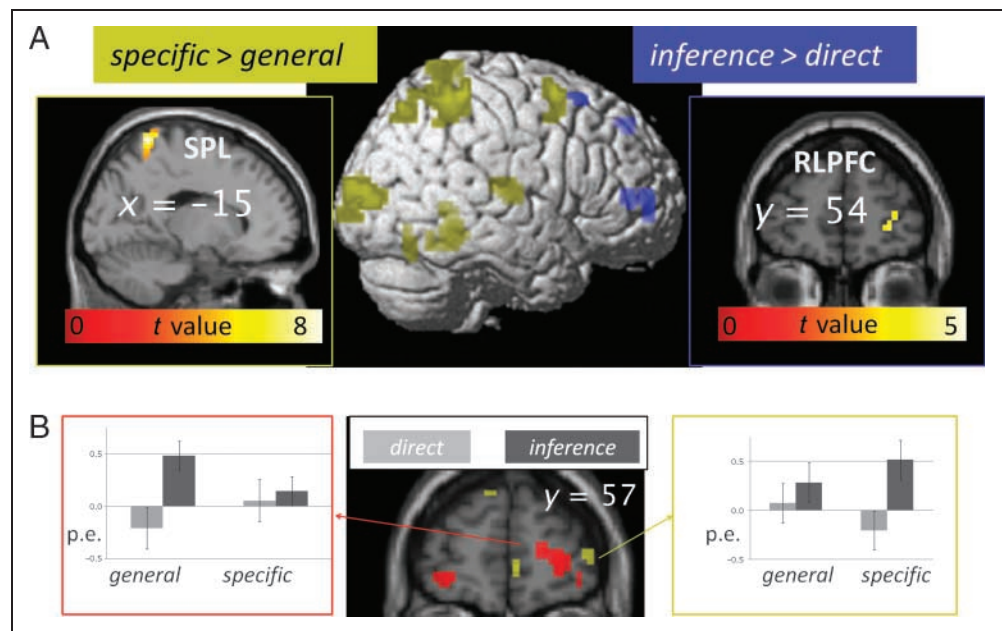 A
specific > general
inference > direct
SPL
x = −15
0 t value 8
RLPFC
y = 54
0 t value 5
B
0.5
0.0
−0.5
p.e.
general specific
direct inference
y = 57
0.5
0.0
−0.5
p.e.
general specific